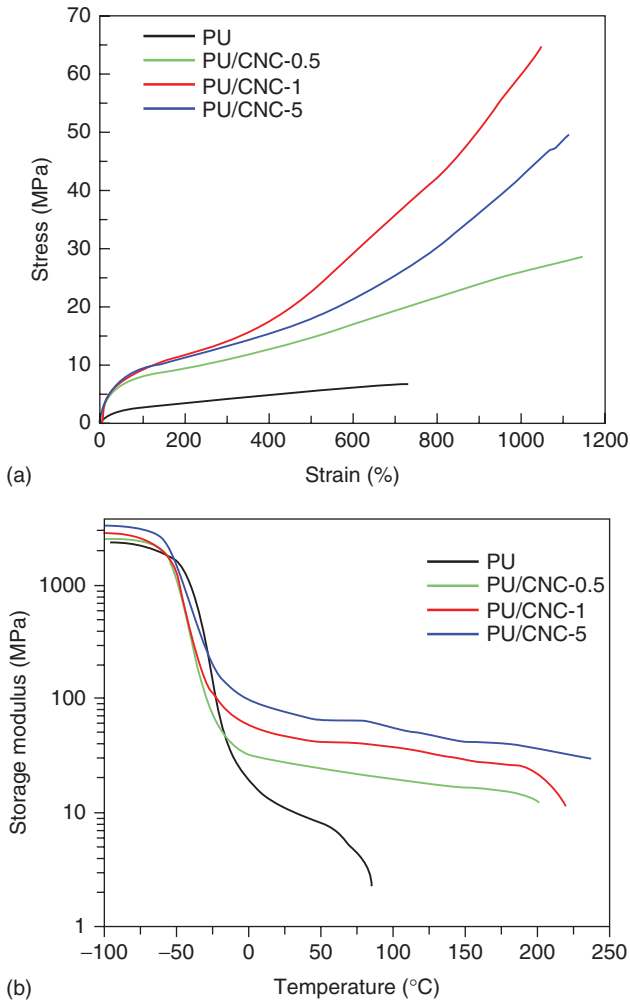 70
60
50
40
30
20
10
0
Stress (MPa)
PU
PU/CNC-0.5
PU/CNC-1
PU/CNC-5
0 200 400 600 800 1000 1200
(a)
Strain (%)
1000
100
10
1
Storage modulus (MPa)
PU
PU/CNC-0.5
PU/CNC-1
PU/CNC-5
−100 −50 0 50 100 150 200 250
(b)
Temperature (°C)